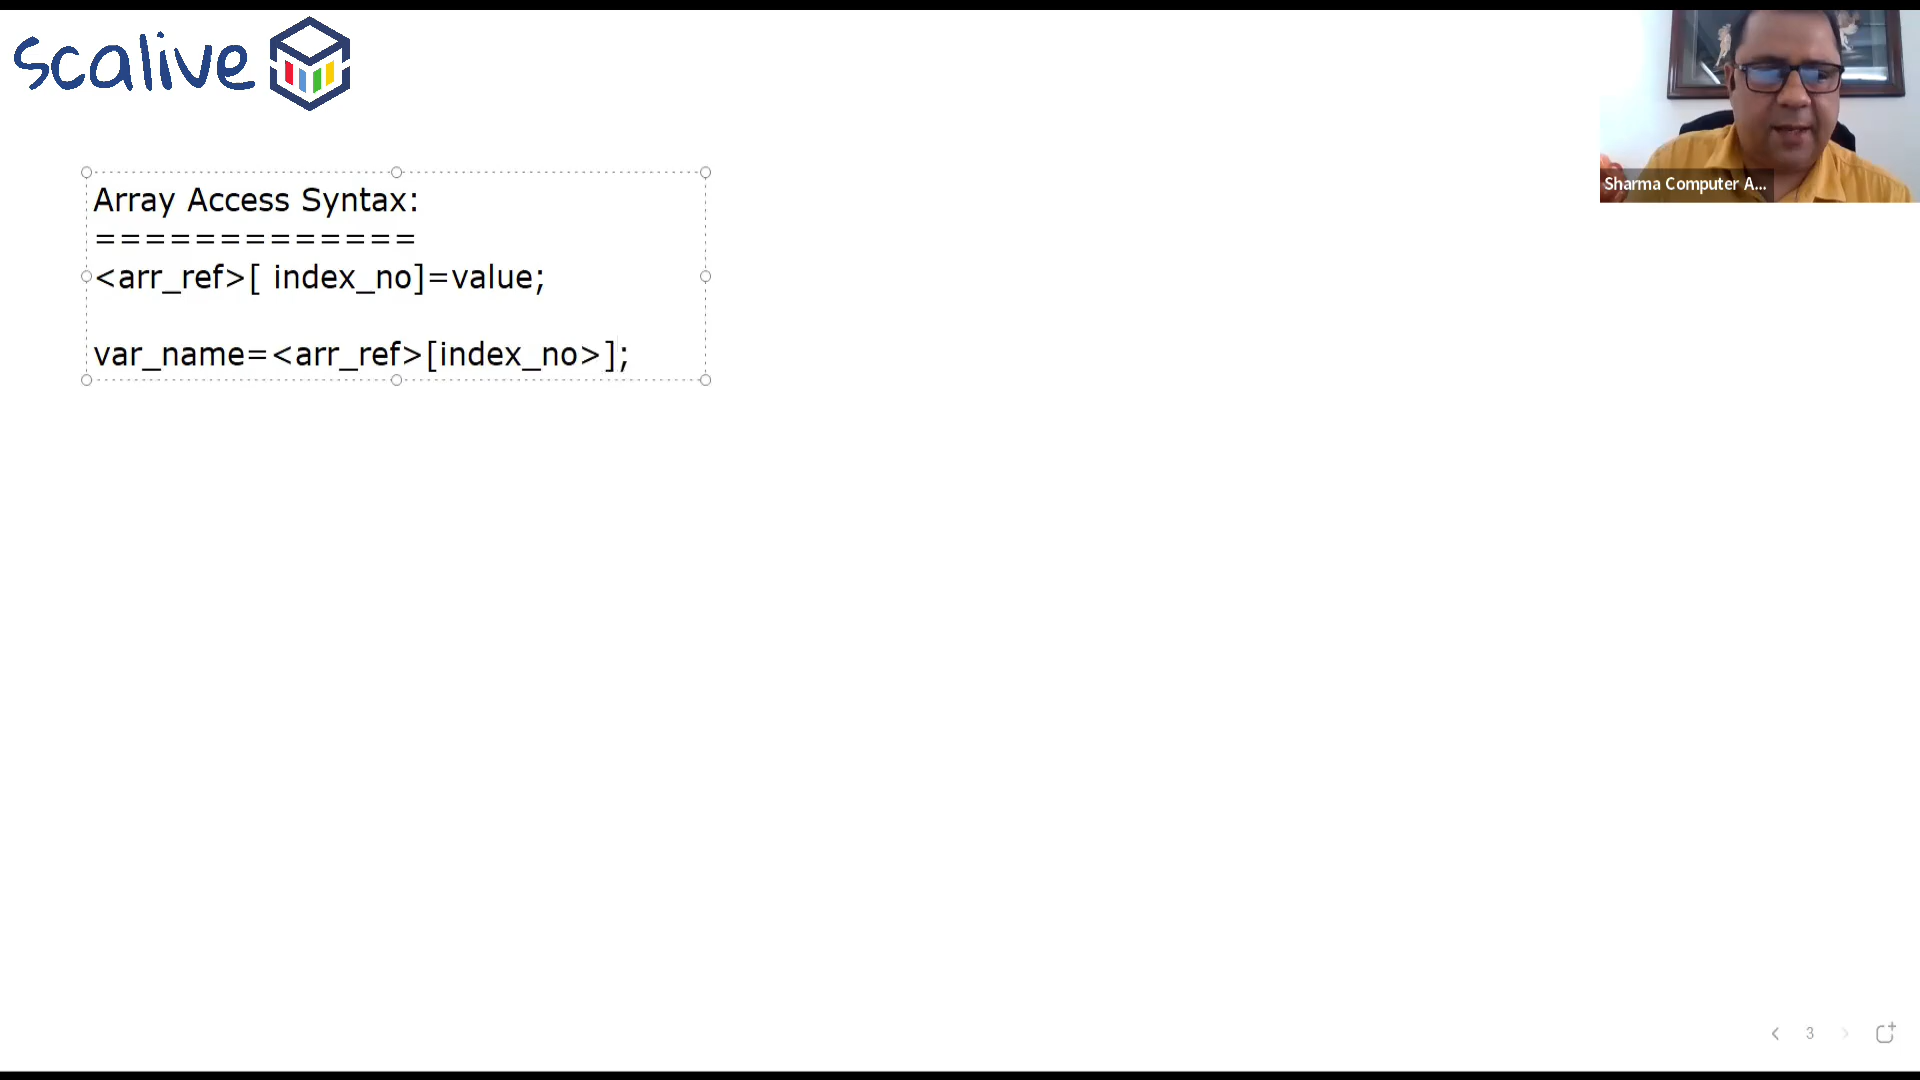 scalive
Sharma Computer A...
Array Access Syntax:
=============
<arr_ref>[ index_no]=value;
var_name=<arr_ref>[index_no>];
3